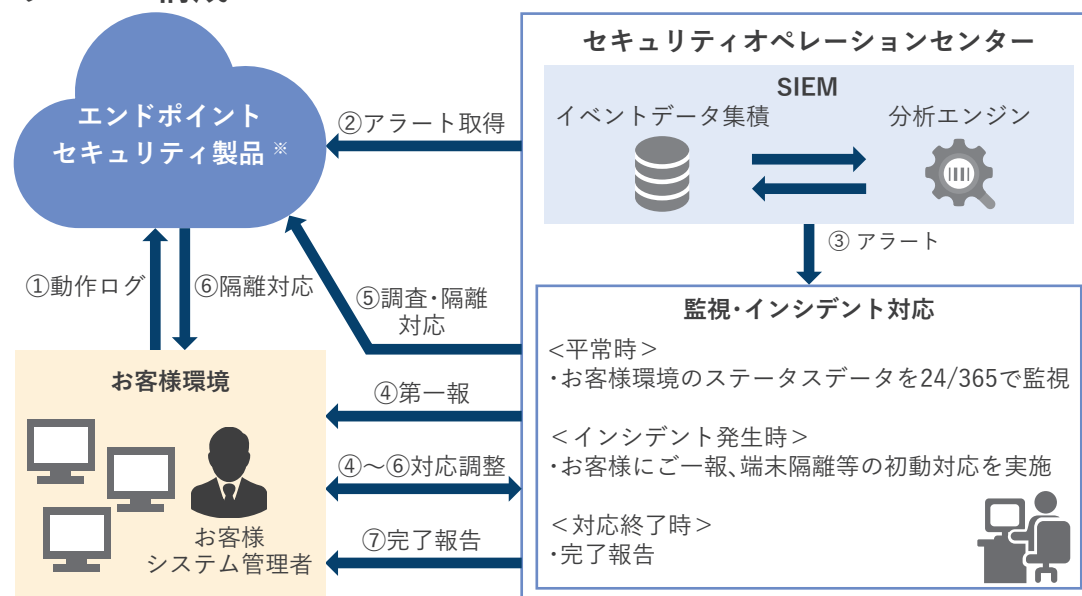 エンドポイント
セキュリティ製品 ※
②アラート取得
①動作ログ
⑥隔離対応
⑤調査・隔離
対応
お客様環境
お客様
システム管理者
④第一報
④～⑥対応調整
⑦完了報告
セキュリティオペレーションセンター
SIEM
イベントデータ集積
分析エンジン
③ アラート
監視・インシデント対応
＜平常時＞
・お客様環境のステータスデータを24/365で監視
＜インシデント発生時＞
・お客様にご一報、端末隔離等の初動対応を実施
＜対応終了時＞
・完了報告